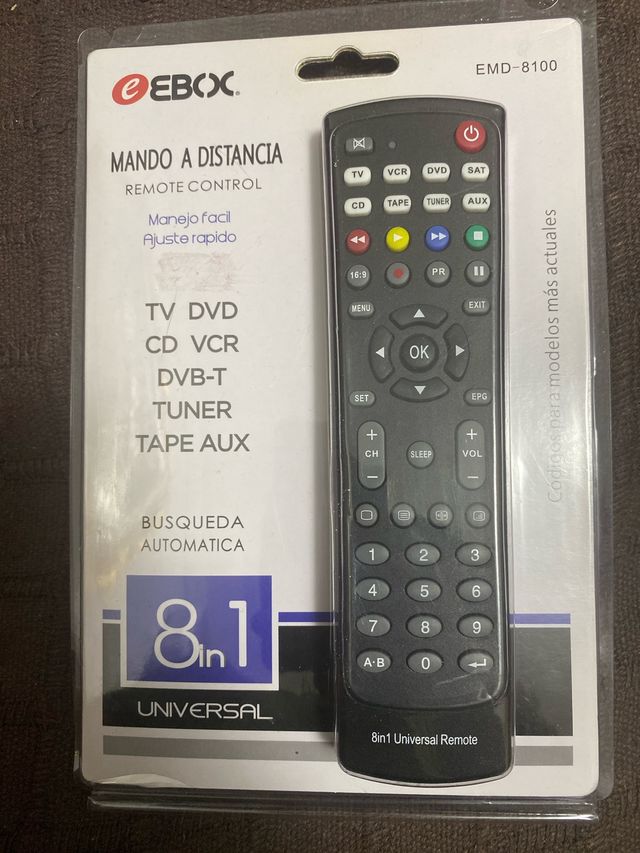 eEBOX.
EMD-8100
MANDO A DISTANCIA
REMOTE CONTROL
Manejo facil
Ajuste rapido
TV DVD
CD VCR
DVB-T
TUNER
TAPE AUX
BUSQUEDA
AUTOMATICA
8in1
UNIVERSAL
Codigos para modelos más actuales
TV VCR DVD SAT
CD TAPE TUNER AUX
16:9 PR
MENU EXIT
OK
SET EPG
+ +
CH SLEEP VOL
- -
1 2 3
4 5 6
7 8 9
A·B 0
8in1 Universal Remote